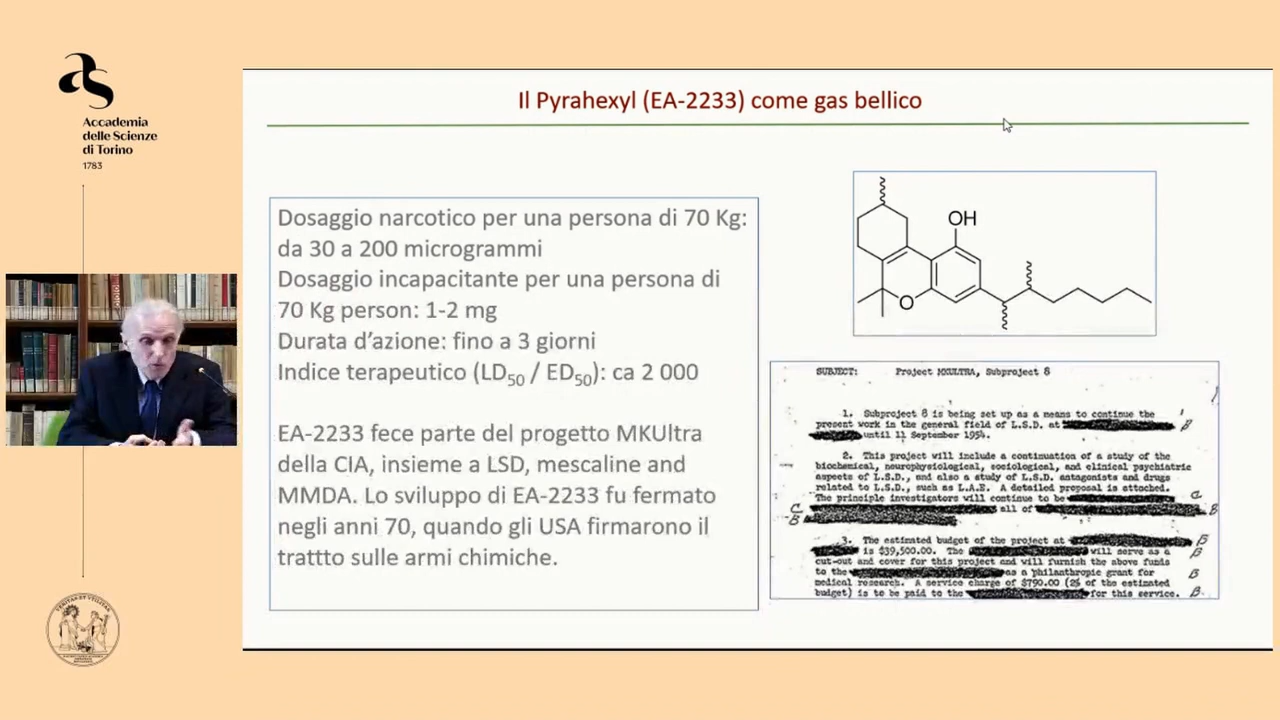 Accademia
delle Scienze
di Torino
1783
Il Pyrahexyl (EA-2233) come gas bellico
Dosaggio narcotico per una persona di 70 Kg:
da 30 a 200 microgrammi
Dosaggio incapacitante per una persona di
70 Kg person: 1-2 mg
Durata d’azione: fino a 3 giorni
Indice terapeutico (LD50 / ED50): ca 2 000
EA-2233 fece parte del progetto MKUltra
della CIA, insieme a LSD, mescaline and
MMDA. Lo sviluppo di EA-2233 fu fermato
negli anni 70, quando gli USA firmarono il
trattto sulle armi chimiche.
OH
O
SUBJECT: Project MKULTRA, Subproject 8
1. Subproject 8 is being set up as a means to continue the
present work in the general field of L.S.D. at
until 11 September 1954.
2. This project will include a continuation of a study of the
biochemical, neurophysiological, sociological, and clinical psychiatric
aspects of L.S.D., and also a study of L.S.D. antagonists and drugs
related to L.S.D., such as L.A.E. A detailed proposal is attached.
The principle investigators will continue to be
all of
3. The estimated budget of the project at
is $39,500.00. The will serve as a
cut-out and cover for this project and will furnish the above funds
to the as a philanthropic grant for
medical research. A service charge of $790.00 (2% of the estimated
budget) is to be paid to the for this service.